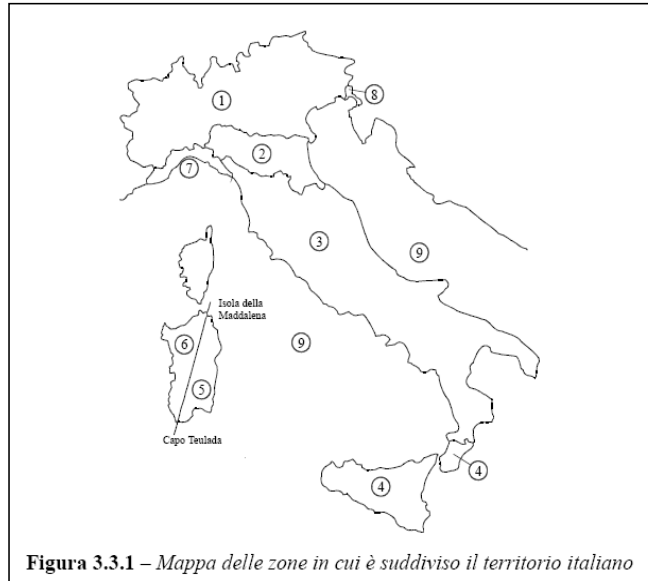 1
8
2
7
3
9
Isola della
Maddalena
6
9
5
Capo Teulada
4
4
Figura 3.3.1 – Mappa delle zone in cui è suddiviso il territorio italiano